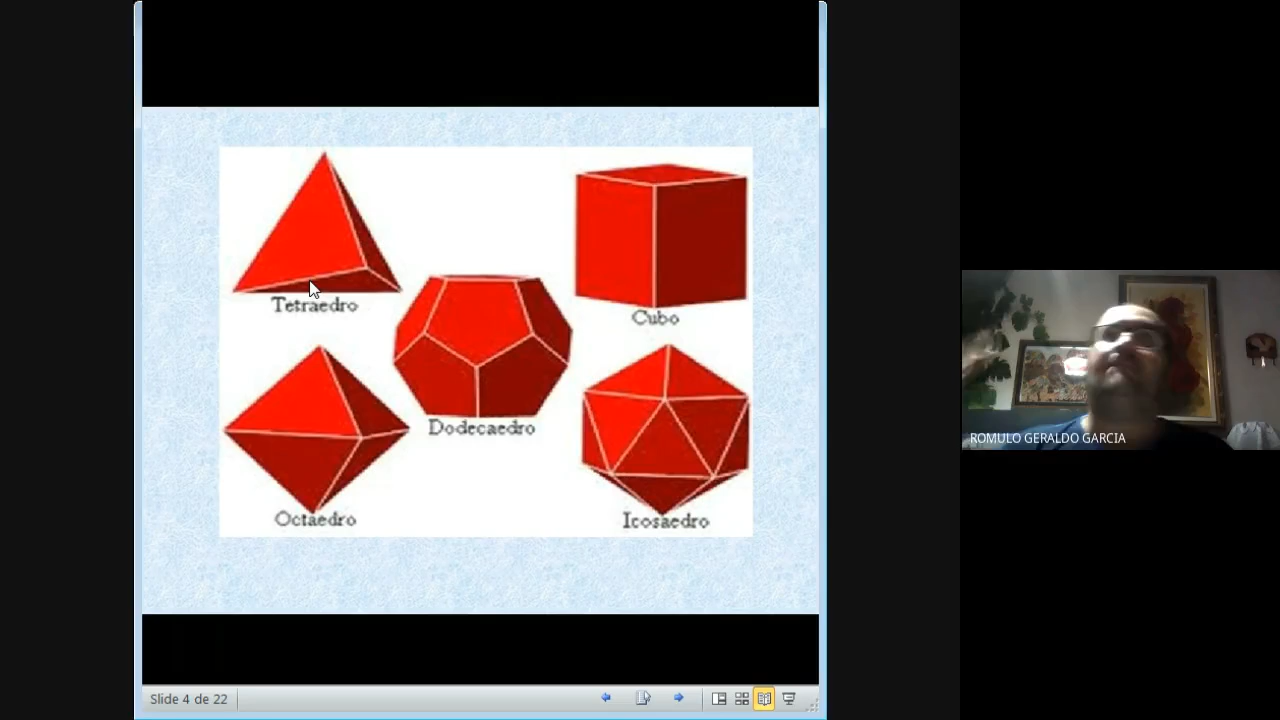 Tetraedro
Cubo
Dodecaedro
Octaedro
Icosaedro
ROMULO GERALDO GARCIA
Slide 4 de 22